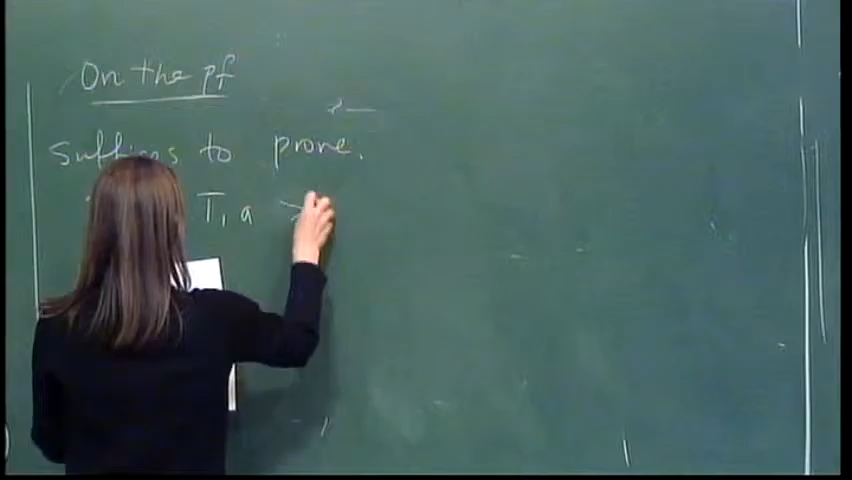 On the pf
suffices to prove.
T, a >